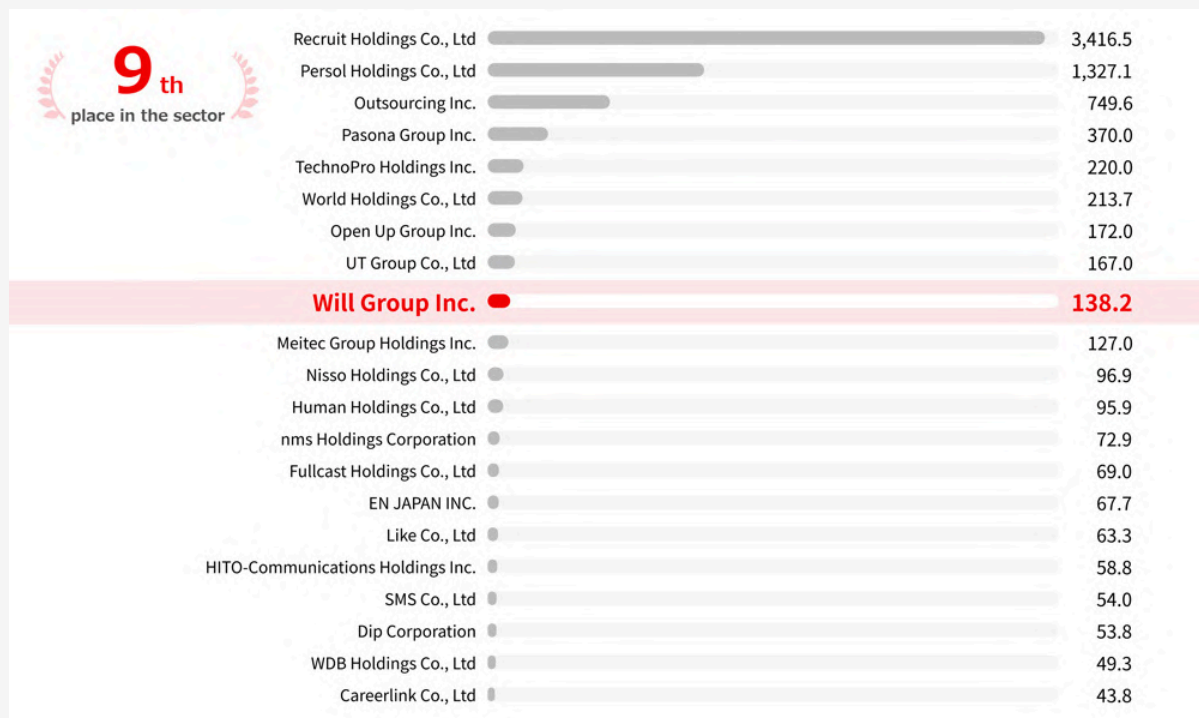 9 th
place in the sector
Recruit Holdings Co., Ltd 3,416.5
Persol Holdings Co., Ltd 1,327.1
Outsourcing Inc. 749.6
Pasona Group Inc. 370.0
TechnoPro Holdings Inc. 220.0
World Holdings Co., Ltd 213.7
Open Up Group Inc. 172.0
UT Group Co., Ltd 167.0
Will Group Inc. 138.2
Meitec Group Holdings Inc. 127.0
Nisso Holdings Co., Ltd 96.9
Human Holdings Co., Ltd 95.9
nms Holdings Corporation 72.9
Fullcast Holdings Co., Ltd 69.0
EN JAPAN INC. 67.7
Like Co., Ltd 63.3
HITO-Communications Holdings Inc. 58.8
SMS Co., Ltd 54.0
Dip Corporation 53.8
WDB Holdings Co., Ltd 49.3
Careerlink Co., Ltd 43.8